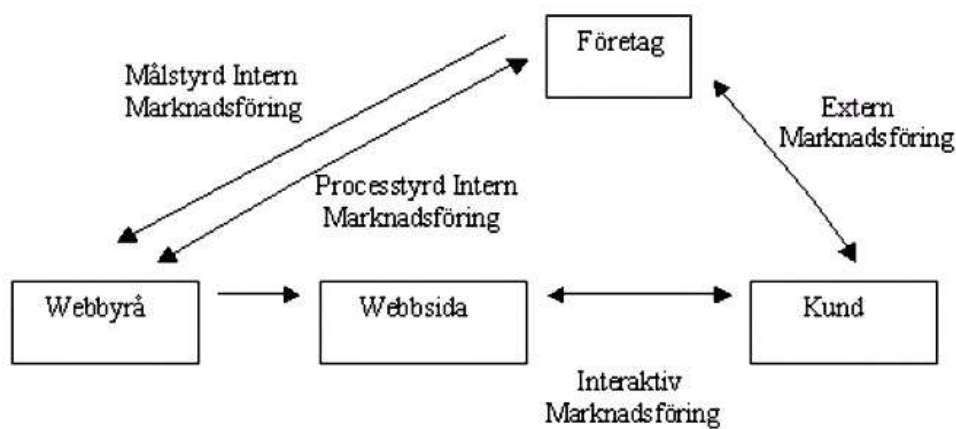 Företag
Målstyrd Intern
Marknadsföring
Extern
Marknadsföring
Processtyrd Intern
Marknadsföring
Webbyrå
Webbsida
Kund
Interaktiv
Marknadsföring